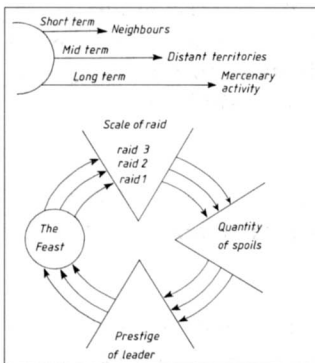 Short term
Neighbours
Mid term
Distant territories
Long term
Mercenary
activity
Scale of raid
raid 3
raid 2
raid 1
The
Feast
Quantity
of spoils
Prestige
of leader